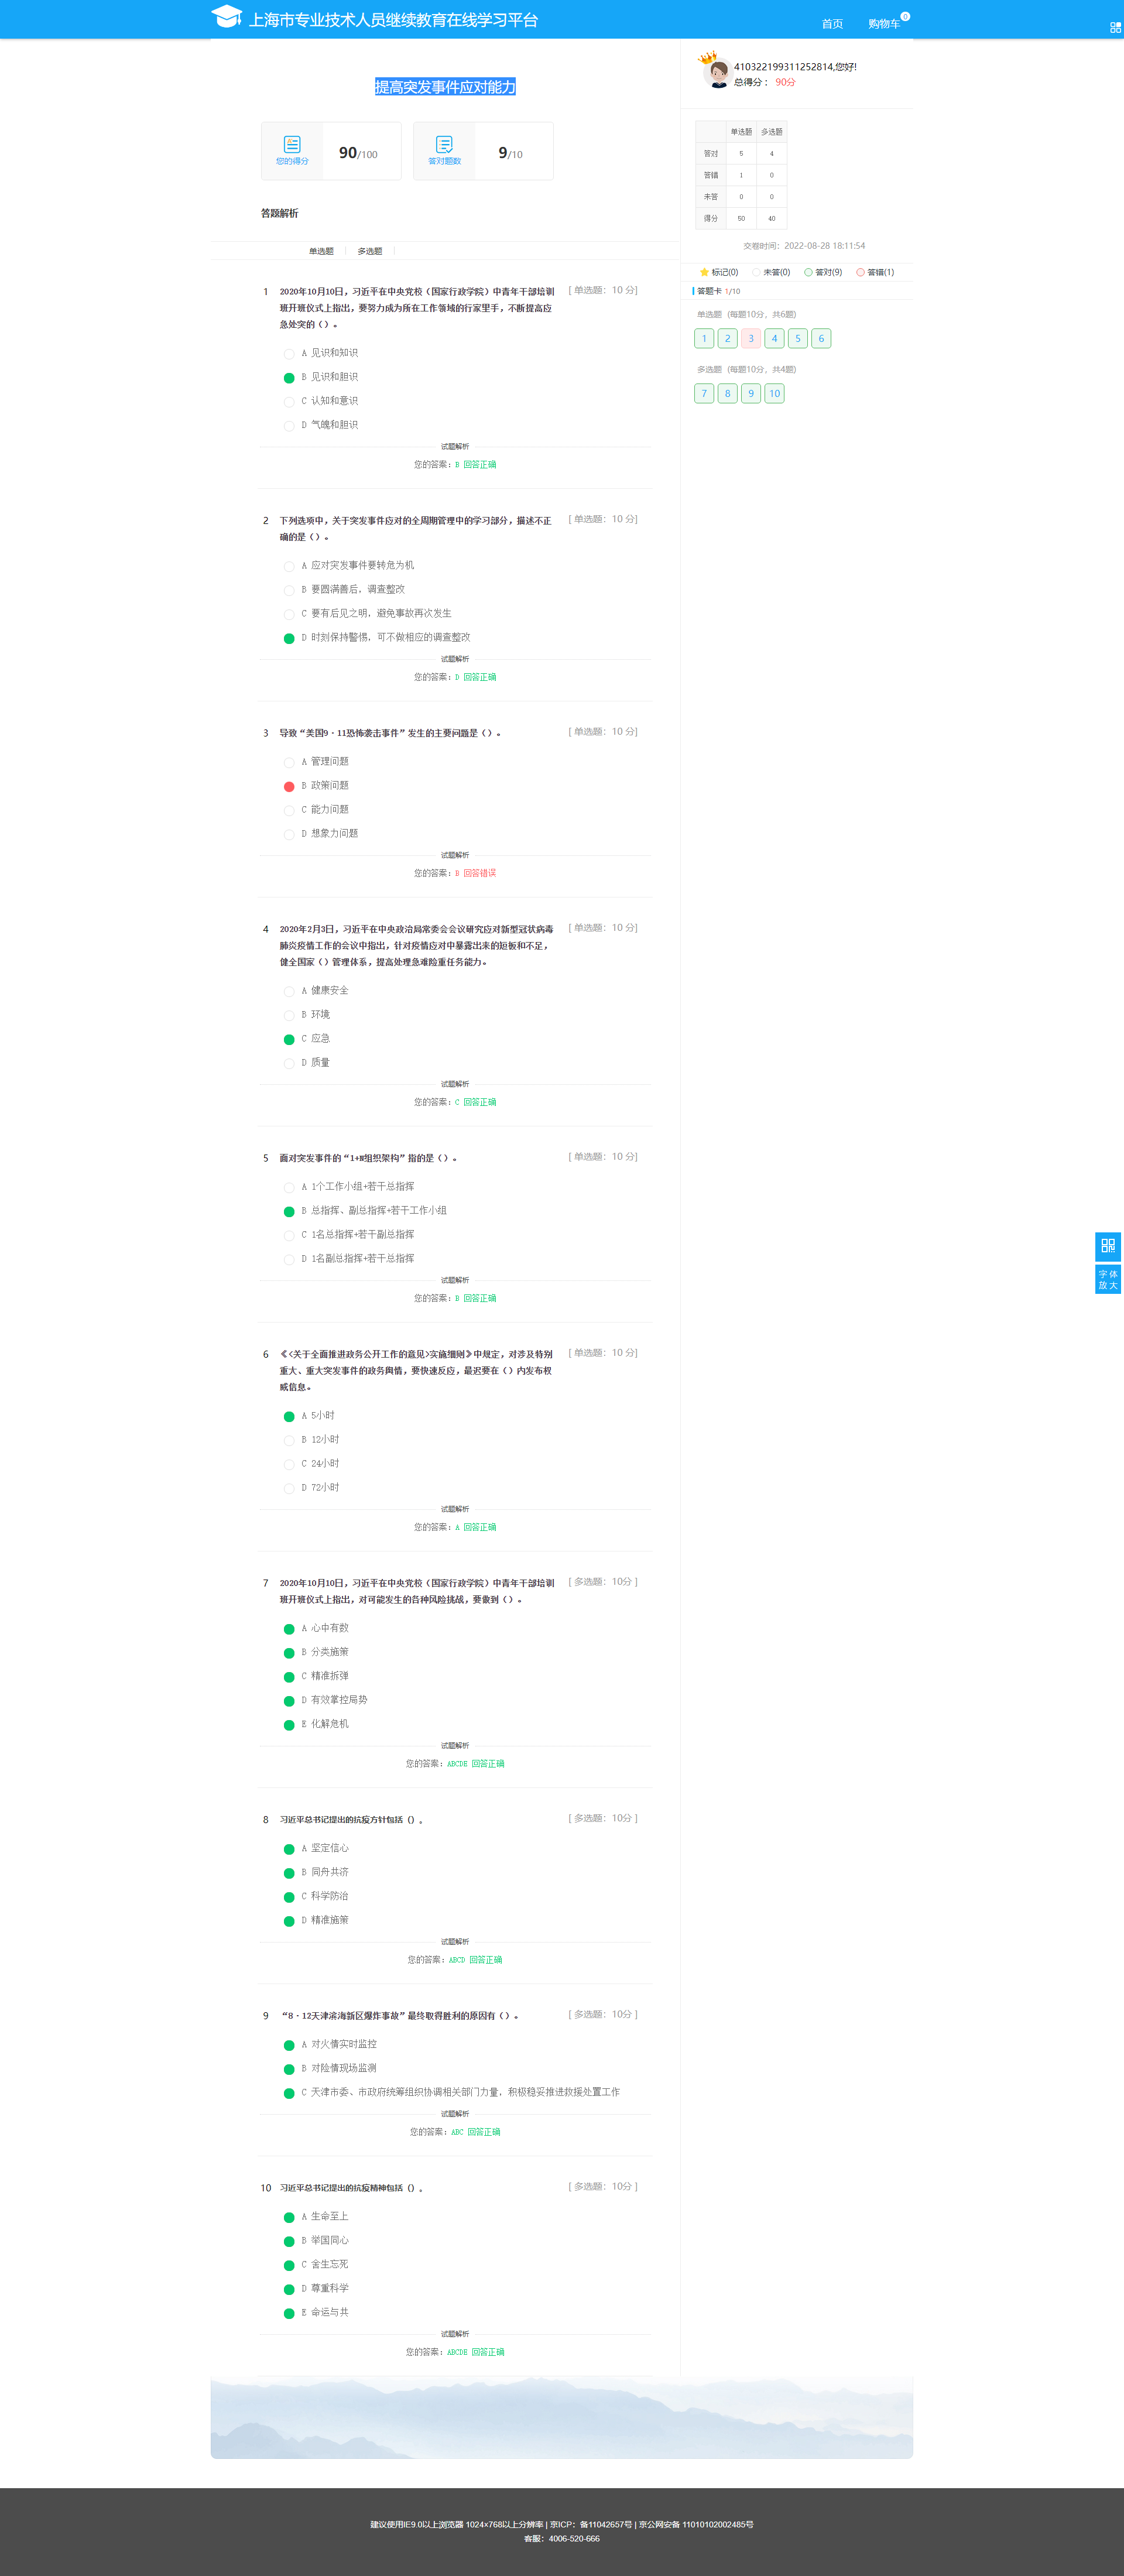 上海市专业技术人员继续教育在线学习平台
首页
购物车
0
提高突发事件应对能力
您的得分
90/100
答对题数
9/10
答题解析
单选题
多选题
1
2020年10月10日，习近平在中央党校（国家行政学院）中青年干部培训
班开班仪式上指出，要努力成为所在工作领域的行家里手，不断提高应
急处突的（）。
[ 单选题：10 分]
A 见识和知识
B 见识和胆识
C 认知和意识
D 气魄和胆识
试题解析
您的答案：B 回答正确
2
下列选项中，关于突发事件应对的全周期管理中的学习部分，描述不正
确的是（）。
[ 单选题：10 分]
A 应对突发事件要转危为机
B 要圆满善后，调查整改
C 要有后见之明，避免事故再次发生
D 时刻保持警惕，可不做相应的调查整改
试题解析
您的答案：D 回答正确
3
导致“美国9·11恐怖袭击事件”发生的主要问题是（）。
[ 单选题：10 分]
A 管理问题
B 政策问题
C 能力问题
D 想象力问题
试题解析
您的答案：B 回答错误
4
2020年2月3日，习近平在中央政治局常委会会议研究应对新型冠状病毒
肺炎疫情工作的会议中指出，针对疫情应对中暴露出来的短板和不足，
健全国家（）管理体系，提高处理急难险重任务能力。
[ 单选题：10 分]
A 健康安全
B 环境
C 应急
D 质量
试题解析
您的答案：C 回答正确
5
面对突发事件的“1+N组织架构”指的是（）。
[ 单选题：10 分]
A 1个工作小组+若干总指挥
B 总指挥、副总指挥+若干工作小组
C 1名总指挥+若干副总指挥
D 1名副总指挥+若干总指挥
试题解析
您的答案：B 回答正确
6
《<关于全面推进政务公开工作的意见>实施细则》中规定，对涉及特别
重大、重大突发事件的政务舆情，要快速反应，最迟要在（）内发布权
威信息。
[ 单选题：10 分]
A 5小时
B 12小时
C 24小时
D 72小时
试题解析
您的答案：A 回答正确
7
2020年10月10日，习近平在中央党校（国家行政学院）中青年干部培训
班开班仪式上指出，对可能发生的各种风险挑战，要做到（）。
[ 多选题：10分 ]
A 心中有数
B 分类施策
C 精准拆弹
D 有效掌控局势
E 化解危机
试题解析
您的答案：ABCDE 回答正确
8
习近平总书记提出的抗疫方针包括（）。
[ 多选题：10分 ]
A 坚定信心
B 同舟共济
C 科学防治
D 精准施策
试题解析
您的答案：ABCD 回答正确
9
“8·12天津滨海新区爆炸事故”最终取得胜利的原因有（）。
[ 多选题：10分 ]
A 对火情实时监控
B 对险情现场监测
C 天津市委、市政府统筹组织协调相关部门力量，积极稳妥推进救援处置工作
试题解析
您的答案：ABC 回答正确
10
习近平总书记提出的抗疫精神包括（）。
[ 多选题：10分 ]
A 生命至上
B 举国同心
C 舍生忘死
D 尊重科学
E 命运与共
试题解析
您的答案：ABCDE 回答正确
410322199311252814,您好!
总得分： 90分
单选题 多选题
答对 5 4
答错 1 0
未答 0 0
得分 50 40
交卷时间：2022-08-28 18:11:54
标记(0) 未答(0) 答对(9) 答错(1)
答题卡 1/10
单选题 (每题10分，共6题)
1 2 3 4 5 6
多选题 (每题10分，共4题)
7 8 9 10
字体
放大
建议使用IE9.0以上浏览器 1024×768以上分辨率 | 京ICP：备11042657号 | 京公网安备 11010102002485号
客服：4006-520-666